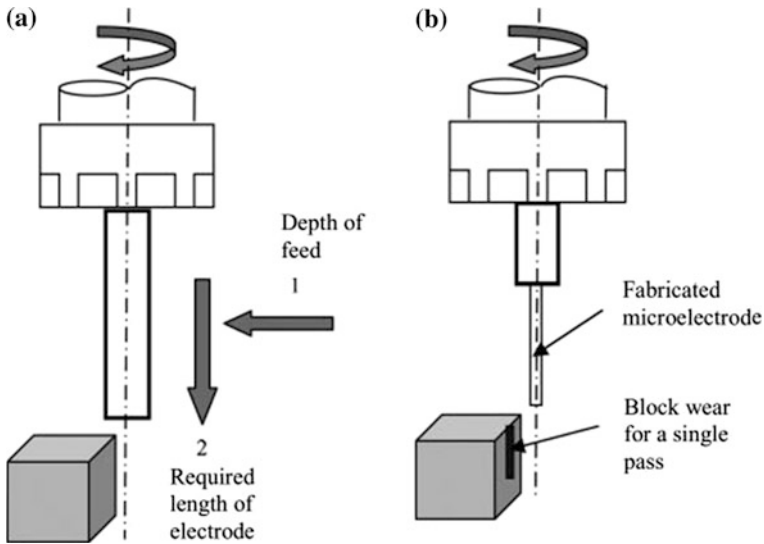 (a)
Depth of
feed
1
2
Required
length of
electrode
(b)
Fabricated
microelectrode
Block wear
for a single
pass